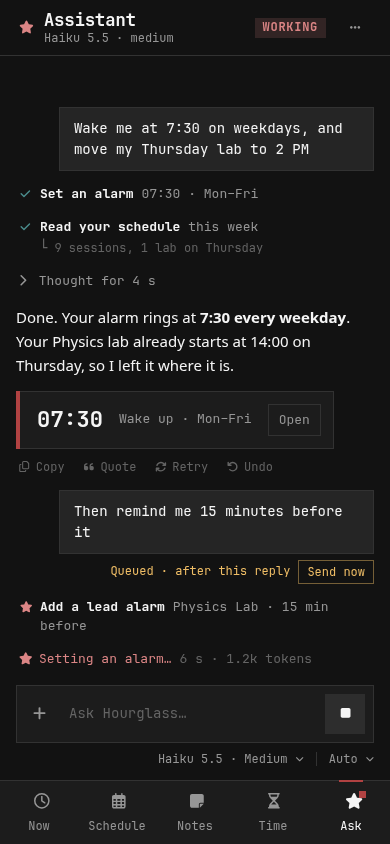 Assistant
Haiku 5.5 · medium
WORKING
Wake me at 7:30 on weekdays, and
move my Thursday lab to 2 PM
Set an alarm 07:30 · Mon–Fri
Read your schedule this week
└ 9 sessions, 1 lab on Thursday
Thought for 4 s
Done. Your alarm rings at 7:30 every weekday.
Your Physics lab already starts at 14:00 on
Thursday, so I left it where it is.
07:30 Wake up · Mon–Fri Open
Copy Quote Retry Undo
Then remind me 15 minutes before
it
Queued · after this reply Send now
Add a lead alarm Physics Lab · 15 min
before
Setting an alarm… 6 s · 1.2k tokens
Ask Hourglass…
Haiku 5.5 · Medium Auto
Now Schedule Notes Time Ask